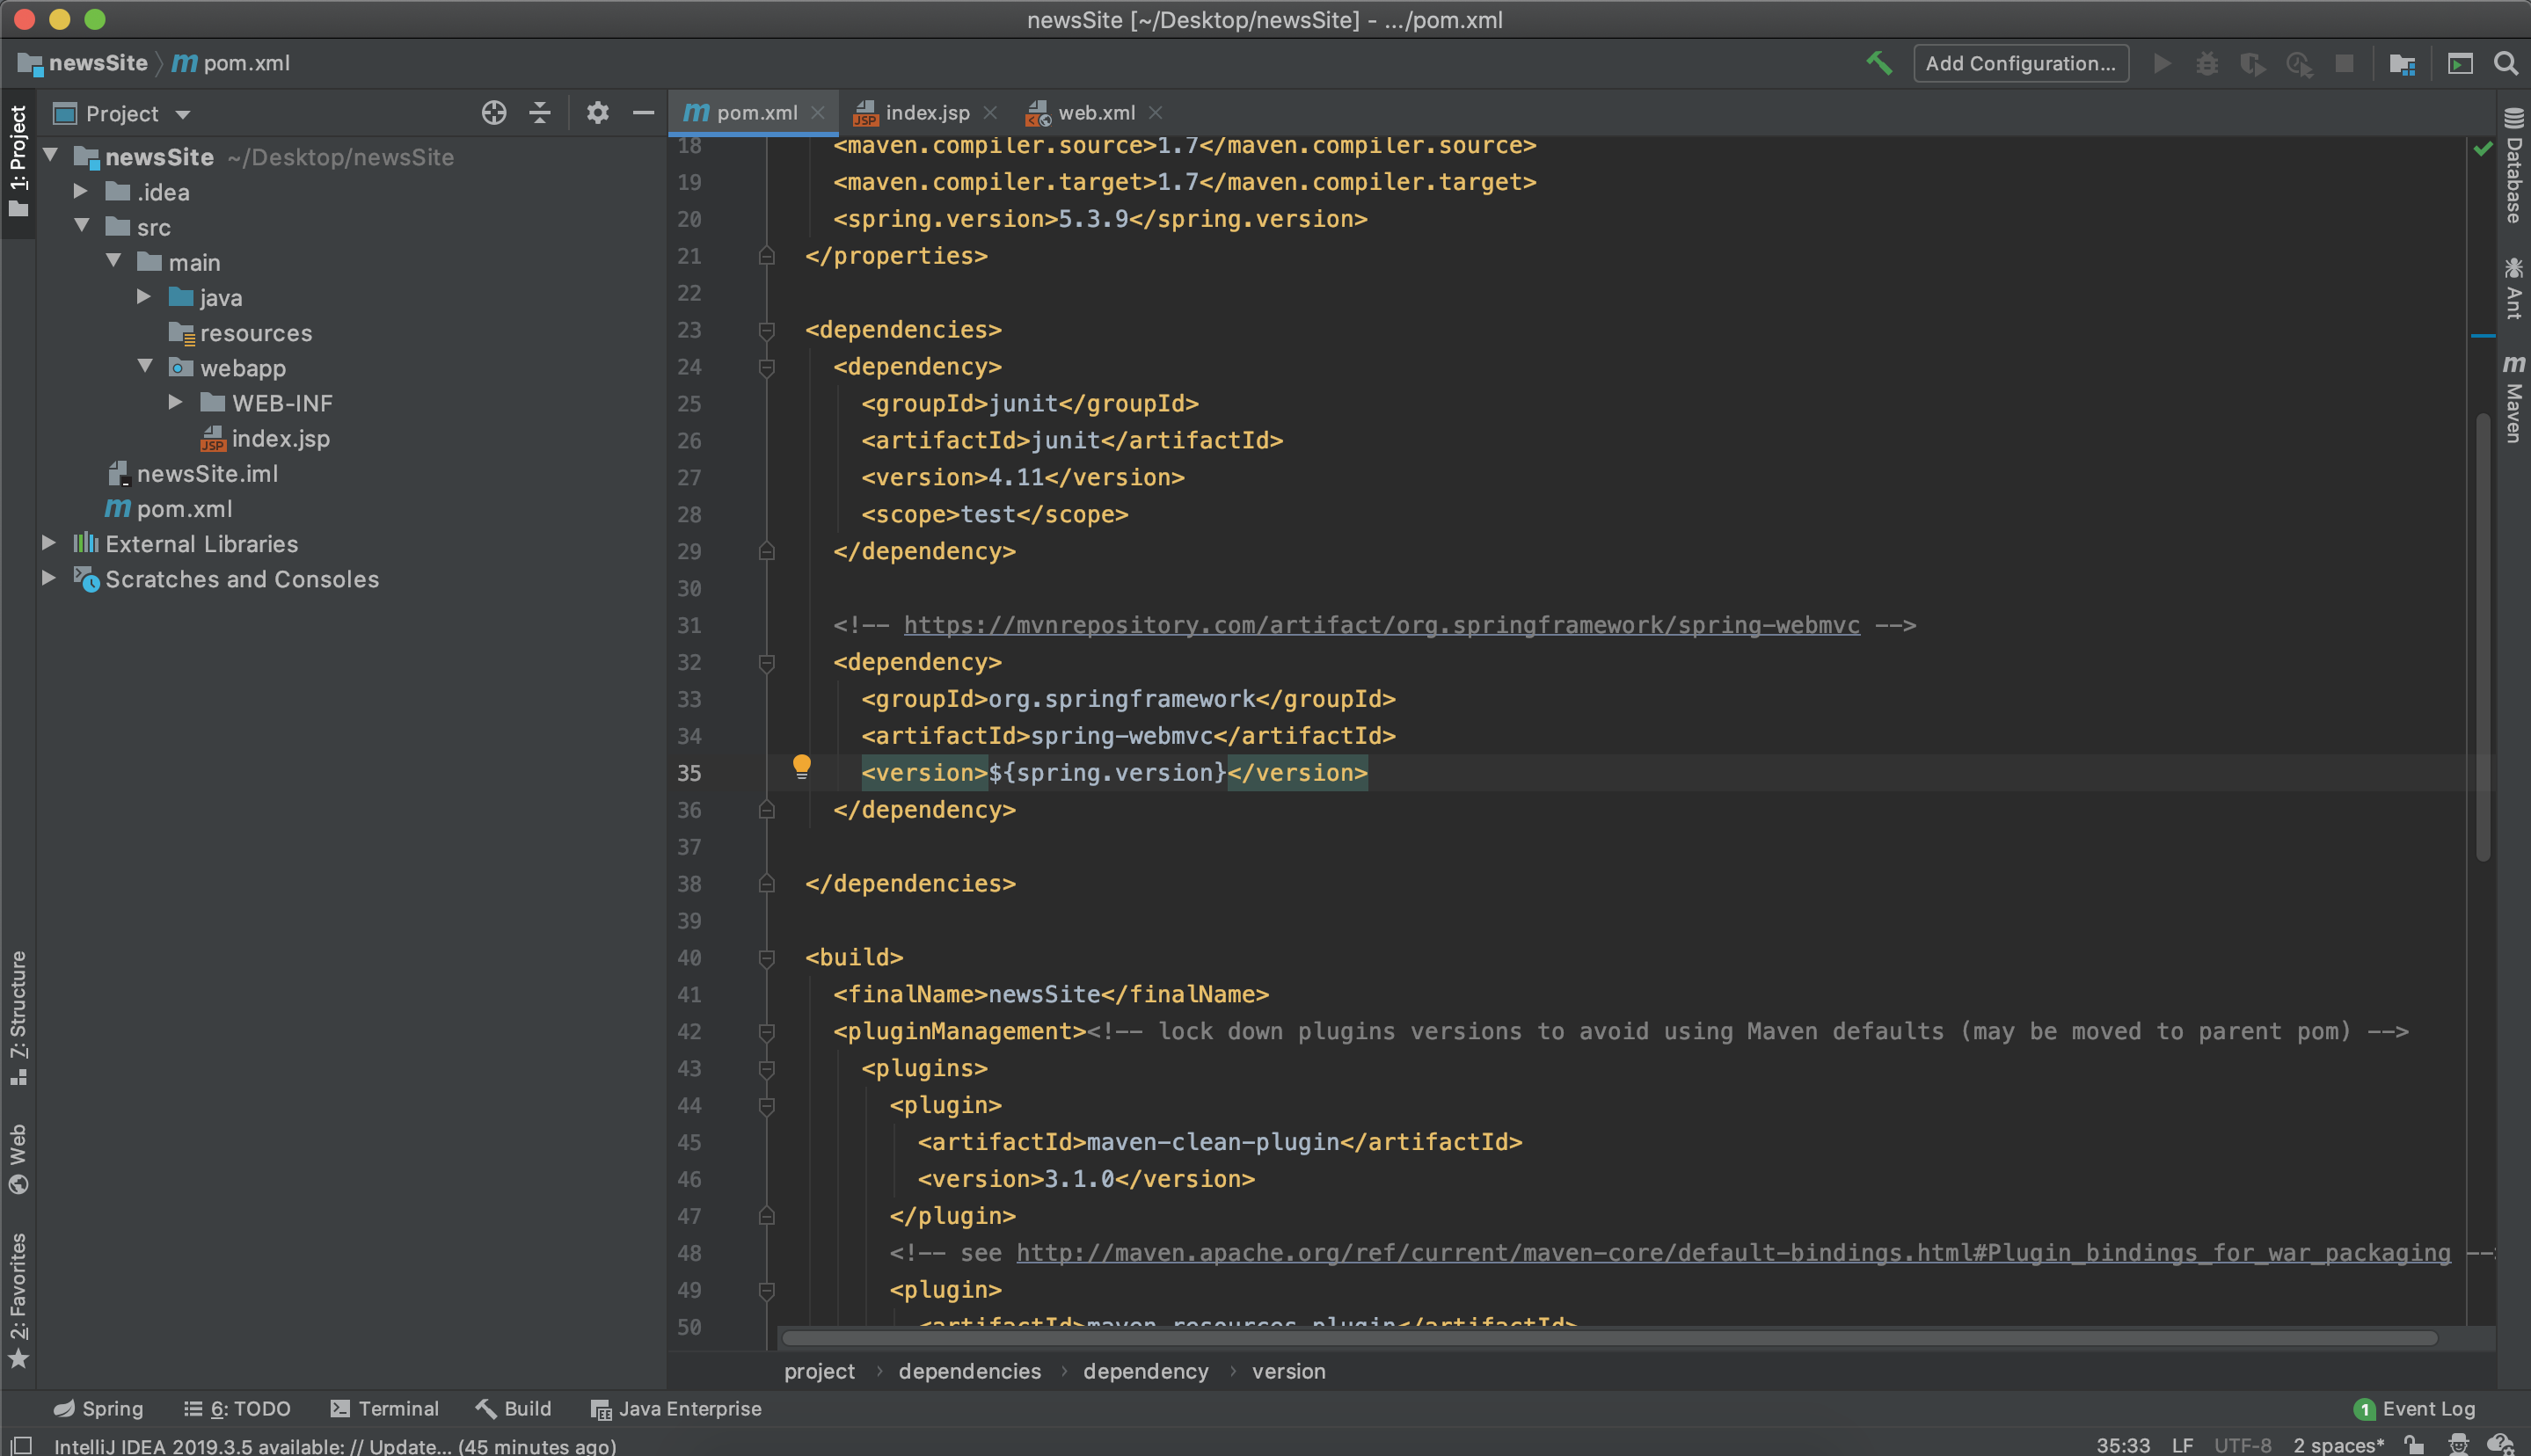 newsSite [~/Desktop/newsSite] - .../pom.xml
newsSite
pom.xml
Add Configuration...
1: Project
Project
newsSite ~/Desktop/newsSite
.idea
src
main
java
resources
webapp
WEB-INF
index.jsp
newsSite.iml
pom.xml
External Libraries
Scratches and Consoles
Z: Structure
Web
2: Favorites
pom.xml
index.jsp
web.xml
18 <maven.compiler.source>1.7</maven.compiler.source>
19 <maven.compiler.target>1.7</maven.compiler.target>
20 <spring.version>5.3.9</spring.version>
21 </properties>
22
23 <dependencies>
24 <dependency>
25 <groupId>junit</groupId>
26 <artifactId>junit</artifactId>
27 <version>4.11</version>
28 <scope>test</scope>
29 </dependency>
30
31 <!-- https://mvnrepository.com/artifact/org.springframework/spring-webmvc -->
32 <dependency>
33 <groupId>org.springframework</groupId>
34 <artifactId>spring-webmvc</artifactId>
35 <version>${spring.version}</version>
36 </dependency>
37
38 </dependencies>
39
40 <build>
41 <finalName>newsSite</finalName>
42 <pluginManagement><!-- lock down plugins versions to avoid using Maven defaults (may be moved to parent pom) -->
43 <plugins>
44 <plugin>
45 <artifactId>maven-clean-plugin</artifactId>
46 <version>3.1.0</version>
47 </plugin>
48 <!-- see http://maven.apache.org/ref/current/maven-core/default-bindings.html#Plugin_bindings_for_war_packaging --
49 <plugin>
50 <artifactId>maven-resources-plugin</artifactId>
Database
Ant
Maven
project › dependencies › dependency › version
Spring
6: TODO
Terminal
Build
Java Enterprise
1 Event Log
IntelliJ IDEA 2019.3.5 available: // Update... (45 minutes ago)
35:33 LF UTF-8 2 spaces*